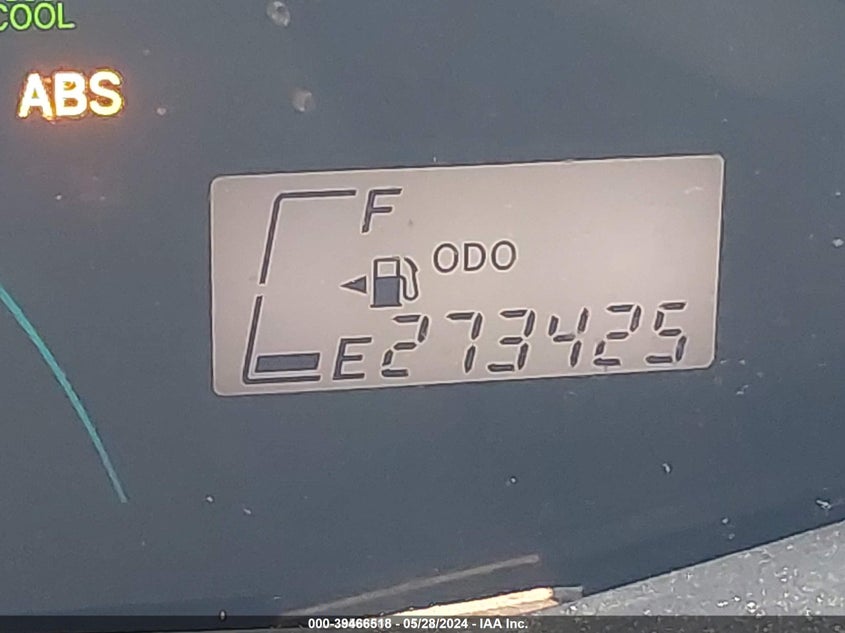 COOL
ABS
F
ODO
E 273425
000-39466518 - 05/28/2024 - IAA, Inc.